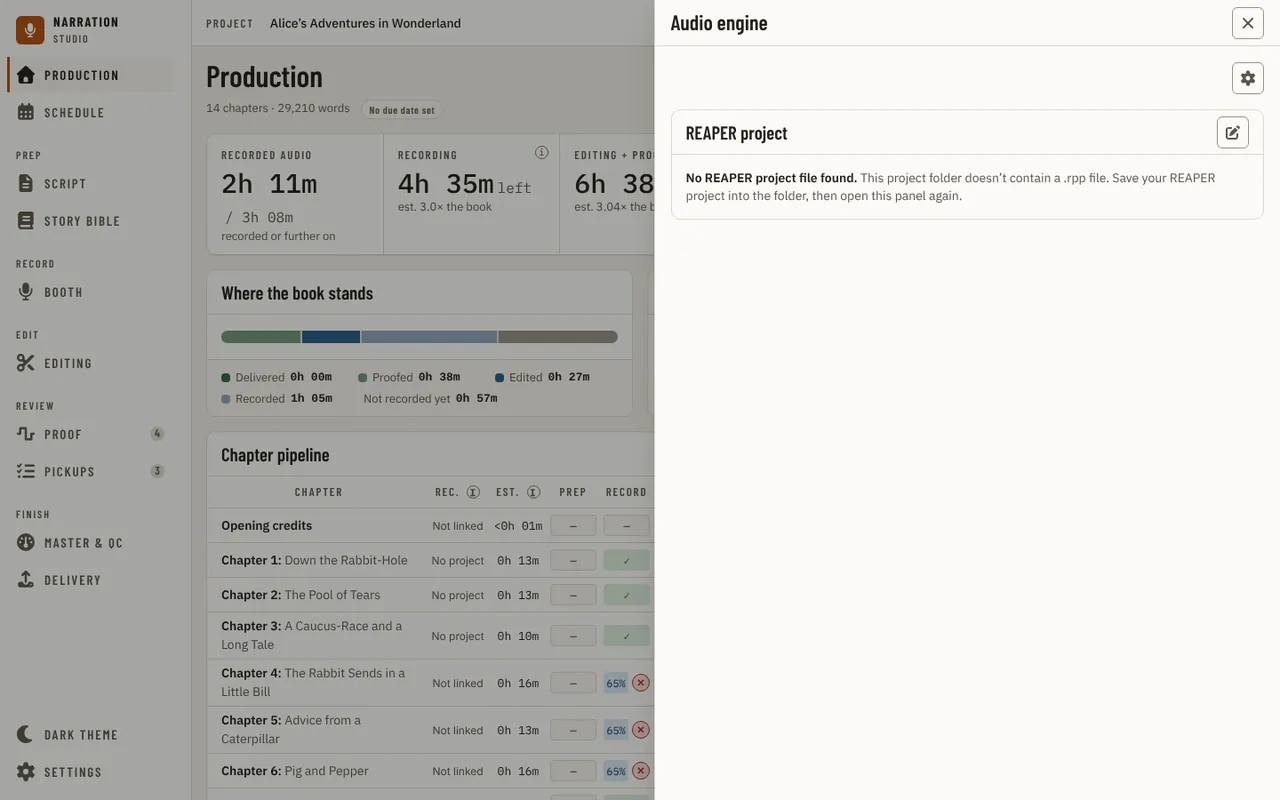 NARRATION
STUDIO
PRODUCTION
SCHEDULE
PREP
SCRIPT
STORY BIBLE
RECORD
BOOTH
EDIT
EDITING
REVIEW
PROOF 4
PICKUPS 3
FINISH
MASTER & QC
DELIVERY
DARK THEME
SETTINGS
PROJECT Alice's Adventures in Wonderland
Production
14 chapters · 29,210 words No due date set
RECORDED AUDIO
2h 11m
/ 3h 08m
recorded or further on
RECORDING
4h 35m left
est. 3.0× the book
EDITING + PRO
6h 38
est. 3.04× the b
Where the book stands
Delivered 0h 00m Proofed 0h 38m Edited 0h 27m
Recorded 1h 05m Not recorded yet 0h 57m
Chapter pipeline
CHAPTER REC. EST. PREP RECORD
Opening credits Not linked <0h 01m – –
Chapter 1: Down the Rabbit-Hole No project 0h 13m – ✓
Chapter 2: The Pool of Tears No project 0h 13m – ✓
Chapter 3: A Caucus-Race and a
Long Tale No project 0h 10m – ✓
Chapter 4: The Rabbit Sends in a
Little Bill Not linked 0h 16m – 65%
Chapter 5: Advice from a
Caterpillar Not linked 0h 13m – 65%
Chapter 6: Pig and Pepper Not linked 0h 16m – 65%
Audio engine
REAPER project
No REAPER project file found. This project folder doesn't contain a .rpp file. Save your REAPER
project into the folder, then open this panel again.